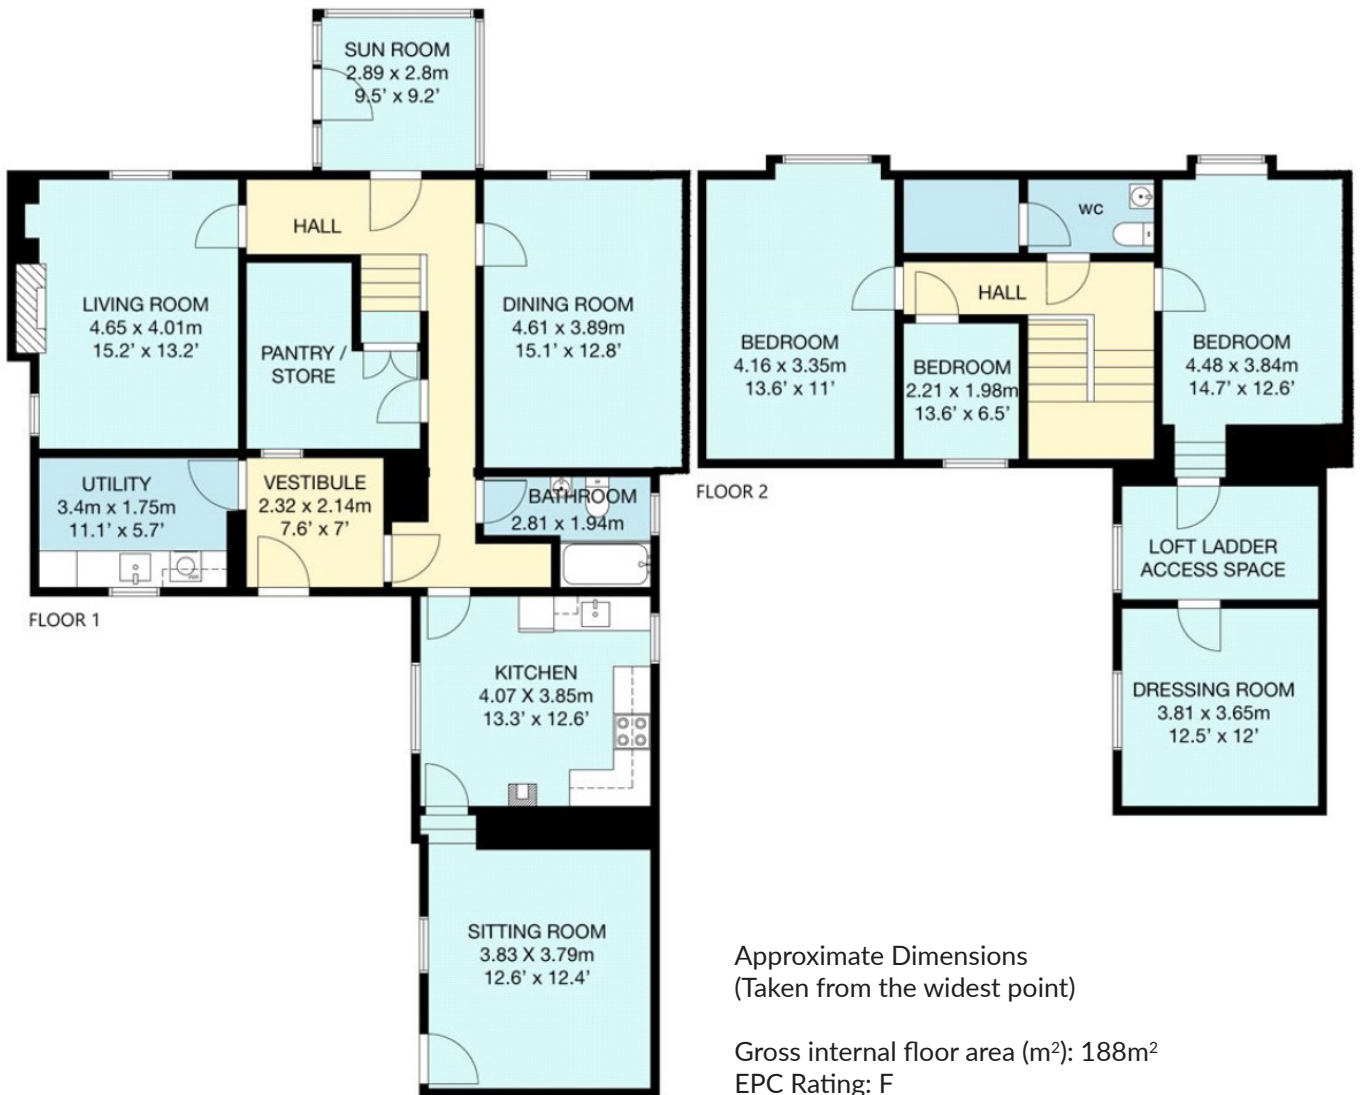 SUN ROOM
2.89 x 2.8m
9.5' x 9.2'
HALL
LIVING ROOM
4.65 x 4.01m
15.2' x 13.2'
PANTRY /
STORE
DINING ROOM
4.61 x 3.89m
15.1' x 12.8'
UTILITY
3.4m x 1.75m
11.1' x 5.7'
VESTIBULE
2.32 x 2.14m
7.6' x 7'
BATHROOM
2.81 x 1.94m
FLOOR 1
KITCHEN
4.07 X 3.85m
13.3' x 12.6'
SITTING ROOM
3.83 X 3.79m
12.6' x 12.4'
wc
HALL
BEDROOM
4.16 x 3.35m
13.6' x 11'
BEDROOM
2.21 x 1.98m
13.6' x 6.5'
BEDROOM
4.48 x 3.84m
14.7' x 12.6'
FLOOR 2
LOFT LADDER
ACCESS SPACE
DRESSING ROOM
3.81 x 3.65m
12.5' x 12'
Approximate Dimensions
(Taken from the widest point)
Gross internal floor area (m²): 188m²
EPC Rating: F